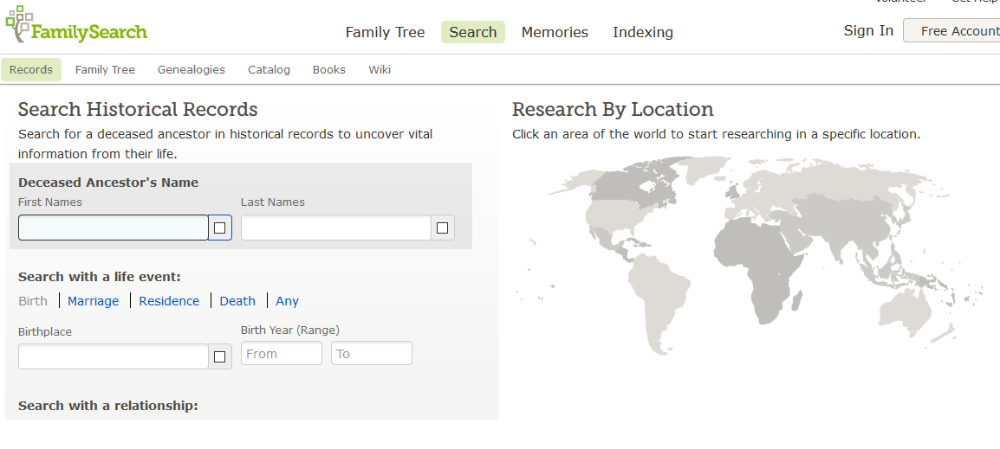 Volunteer Get Help
FamilySearch
Family Tree Search Memories Indexing
Sign In Free Account
Records Family Tree Genealogies Catalog Books Wiki
Search Historical Records
Search for a deceased ancestor in historical records to uncover vital
information from their life.
Deceased Ancestor's Name
First Names Last Names
Search with a life event:
Birth Marriage Residence Death Any
Birthplace Birth Year (Range)
From To
Search with a relationship:
Research By Location
Click an area of the world to start researching in a specific location.